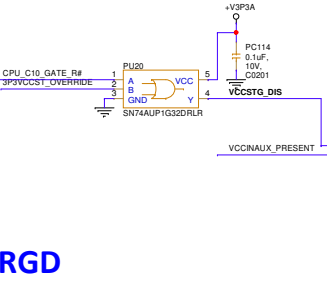 +V3P3A
PC114
0.1uF,
10V,
C0201
PU20
CPU_C10_GATE_R#
1
A
VCC
5
3P3VCCST_OVERRIDE
2
B
3
GND
Y
4
VCCSTG_DIS
SN74AUP1G32DRLR
VCCINAUX_PRESENT
RGD